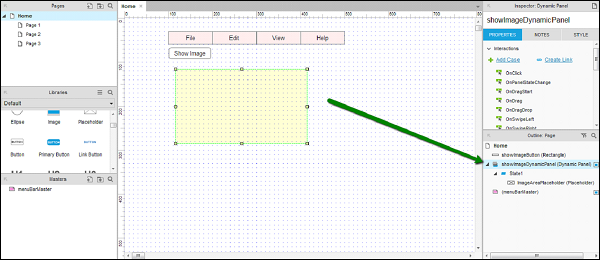 Pages
Home
Page 1
Page 2
Page 3
Libraries
Default
Ellipse
Image
Placeholder
Button
Primary Button
Link Button
Masters
menuBarMaster
Home
0
100
200
300
400
500
100
200
300
400
500
File
Edit
View
Help
Show Image
Inspector: Dynamic Panel
showImageDynamicPanel
PROPERTIES
NOTES
STYLE
Interactions
Add Case
Create Link
OnClick
OnPanelStateChange
OnDragStart
OnDrag
OnDragDrop
OnSwipeLeft
OnSwipeRight
Outline: Page
Home
showImageButton (Rectangle)
showImageDynamicPanel (Dynamic Panel)
State1
ImageAreaPlaceholder (Placeholder)
(menuBarMaster)